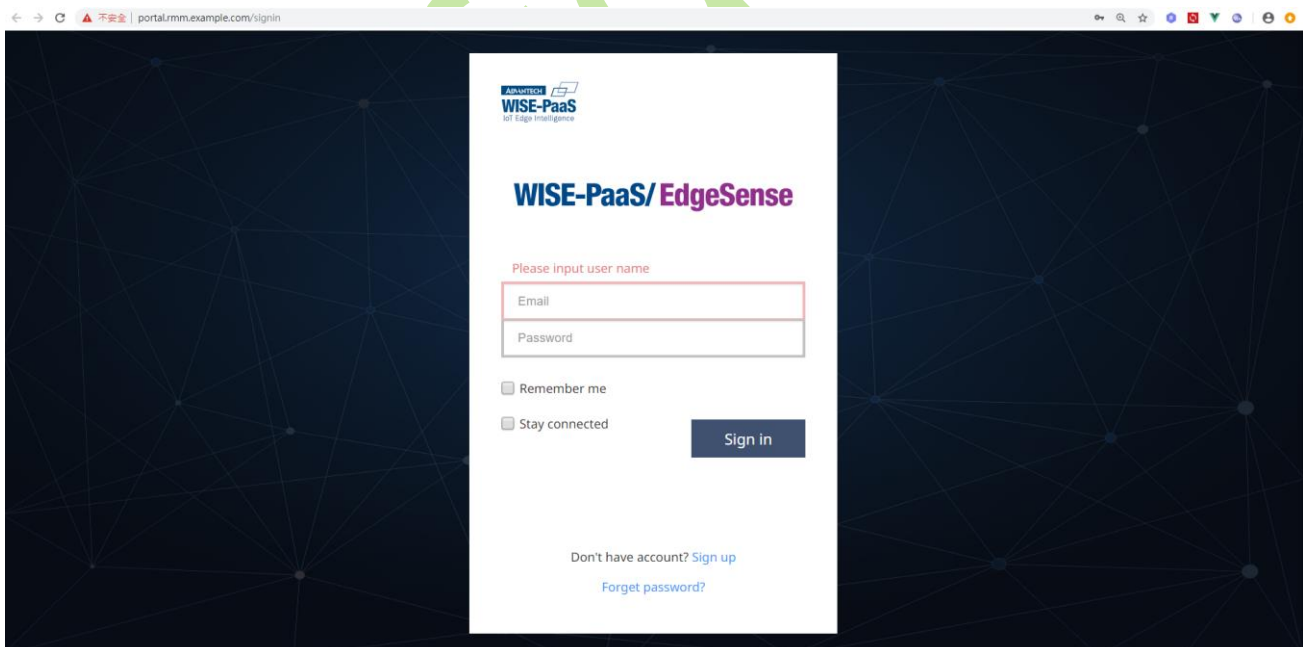 不安全 | portal.rmm.example.com/signin
ADVANTECH
WISE-PaaS
IoT Edge Intelligence
WISE-PaaS/EdgeSense
Please input user name
Email
Password
Remember me
Stay connected
Sign in
Don't have account? Sign up
Forget password?